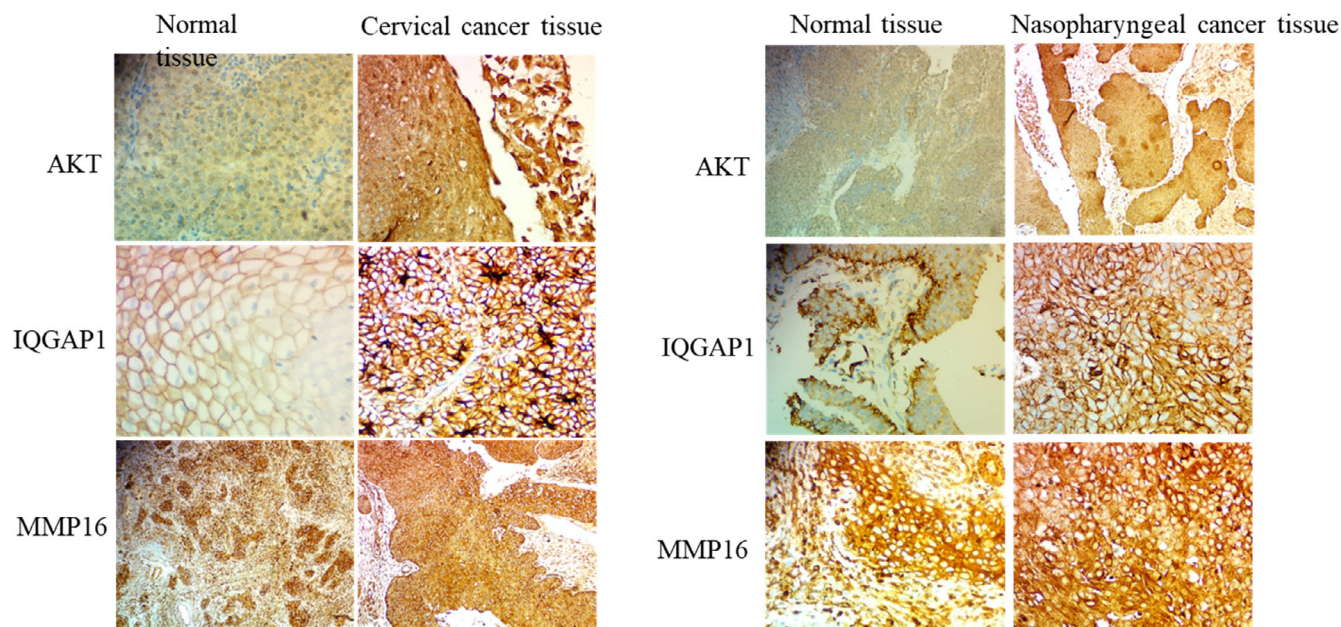 Normal tissue
Cervical cancer tissue
Normal tissue
Nasopharyngeal cancer tissue
AKT
AKT
IQGAP1
IQGAP1
MMP16
MMP16